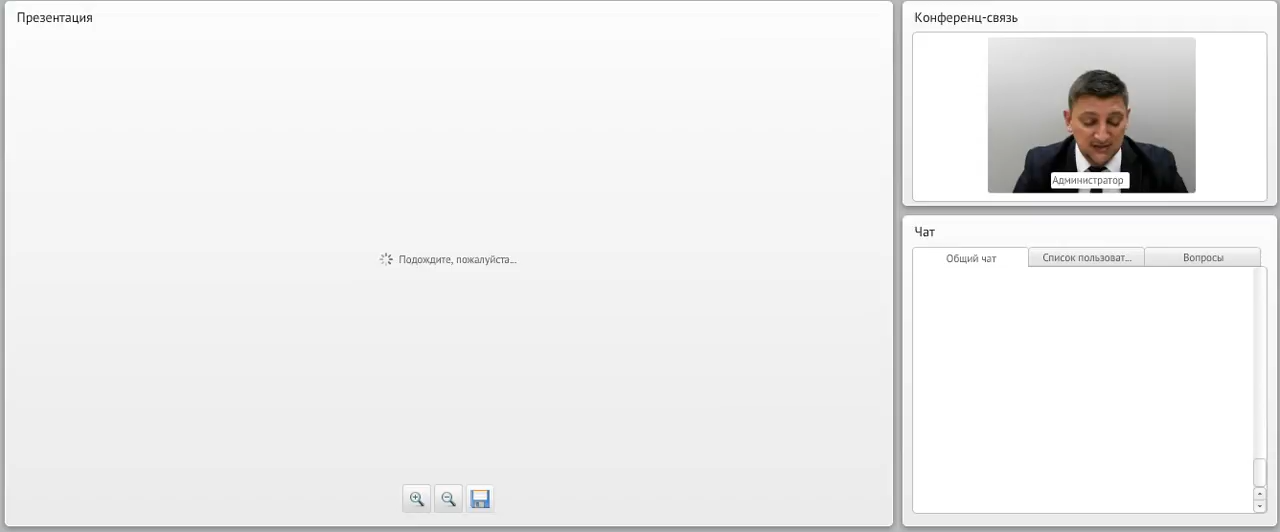 Презентация
Подождите, пожалуйста...
Конференц-связь
Администратор
Чат
Общий чат
Список пользоват...
Вопросы